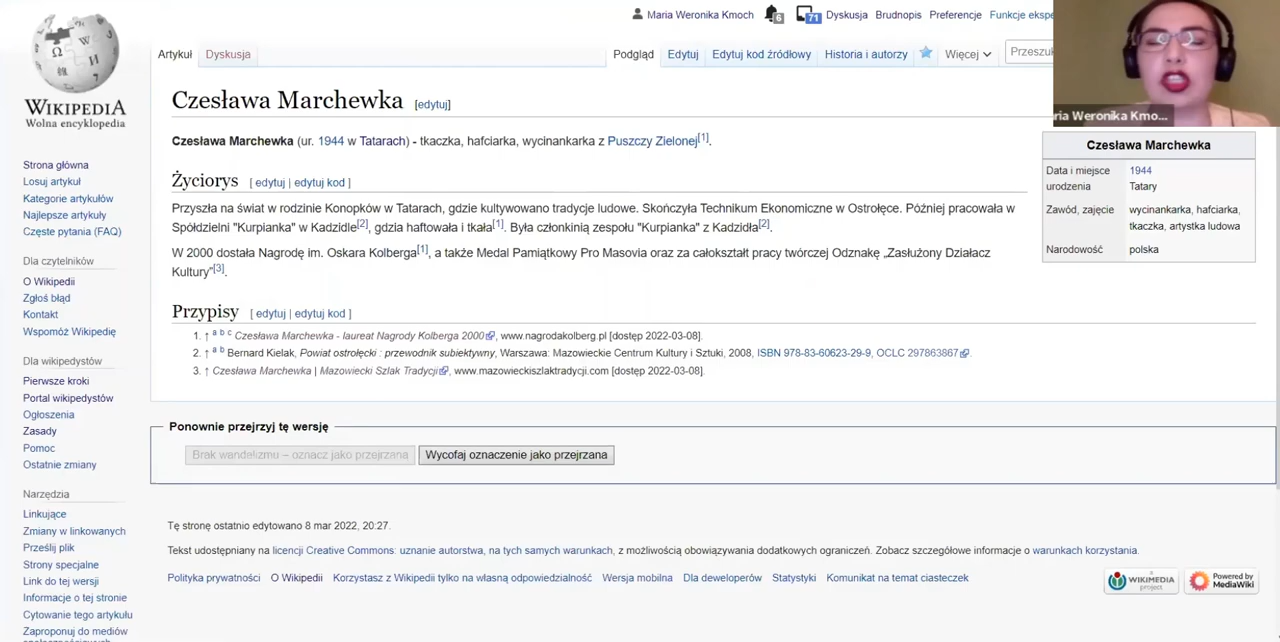 Maria Weronika Kmoch 6 71 Dyskusja Brudnopis Preferencje Funkcje ekspe
Artykuł Dyskusja Podgląd Edytuj Edytuj kod źródłowy Historia i autorzy Więcej Przeszuk
WIKIPEDIA
Wolna encyklopedia
Strona główna
Losuj artykuł
Kategorie artykułów
Najlepsze artykuły
Częste pytania (FAQ)
Dla czytelników
O Wikipedii
Zgłoś błąd
Kontakt
Wspomóż Wikipedię
Dla wikipedystów
Pierwsze kroki
Portal wikipedystów
Ogłoszenia
Zasady
Pomoc
Ostatnie zmiany
Narzędzia
Linkujące
Zmiany w linkowanych
Prześlij plik
Strony specjalne
Link do tej wersji
Informacje o tej stronie
Cytowanie tego artykułu
Zaproponuj do mediów
Czesława Marchewka [edytuj]
Czesława Marchewka (ur. 1944 w Tatarach) - tkaczka, hafciarka, wycinankarka z Puszczy Zielonej[1].
Życiorys [ edytuj | edytuj kod ]
Przyszła na świat w rodzinie Konopków w Tatarach, gdzie kultywowano tradycje ludowe. Skończyła Technikum Ekonomiczne w Ostrołęce. Później pracowała w
Spółdzielni "Kurpianka" w Kadzidle[2], gdzia haftowała i tkała[1]. Była członkinią zespołu "Kurpianka" z Kadzidła[2].
W 2000 dostała Nagrodę im. Oskara Kolberga[1], a także Medal Pamiątkowy Pro Masovia oraz za całokształt pracy twórczej Odznakę „Zasłużony Działacz
Kultury”[3].
Przypisy [ edytuj | edytuj kod ]
1. ↑ a b c Czesława Marchewka - laureat Nagrody Kolberga 2000, www.nagrodakolberg.pl [dostęp 2022-03-08].
2. ↑ a b Bernard Kielak, Powiat ostrołęcki : przewodnik subiektywny, Warszawa: Mazowieckie Centrum Kultury i Sztuki, 2008, ISBN 978-83-60623-29-9, OCLC 297863867.
3. ↑ Czesława Marchewka | Mazowiecki Szlak Tradycji, www.mazowieckiszlaktradycji.com [dostęp 2022-03-08].
ria Weronika Kmo...
Czesława Marchewka
Data i miejsce urodzenia 1944
Tatary
Zawód, zajęcie wycinankarka, hafciarka,
tkaczka, artystka ludowa
Narodowość polska
Ponownie przejrzyj tę wersję
Brak wandalizmu – oznacz jako przejrzana Wycofaj oznaczenie jako przejrzana
Tę stronę ostatnio edytowano 8 mar 2022, 20:27.
Tekst udostępniany na licencji Creative Commons: uznanie autorstwa, na tych samych warunkach, z możliwością obowiązywania dodatkowych ograniczeń. Zobacz szczegółowe informacje o warunkach korzystania.
Polityka prywatności O Wikipedii Korzystasz z Wikipedii tylko na własną odpowiedzialność Wersja mobilna Dla deweloperów Statystyki Komunikat na temat ciasteczek
A WIKIMEDIA project
Powered by MediaWiki